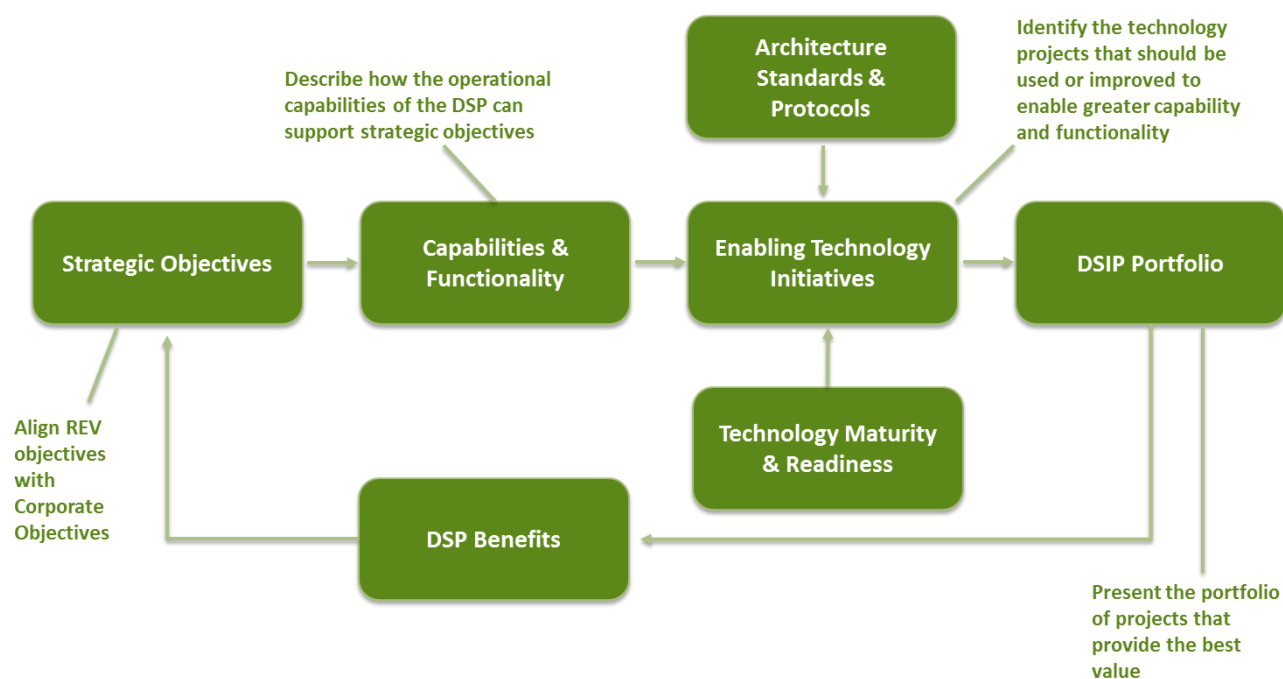 Architecture
Standards &
Protocols
Identify the technology
projects that should be
used or improved to
enable greater capability
and functionality
Describe how the operational
capabilities of the DSP can
support strategic objectives
Strategic Objectives
Capabilities &
Functionality
Enabling Technology
Initiatives
DSIP Portfolio
Align REV
objectives
with
Corporate
Objectives
Technology Maturity
& Readiness
DSP Benefits
Present the portfolio
of projects that
provide the best
value